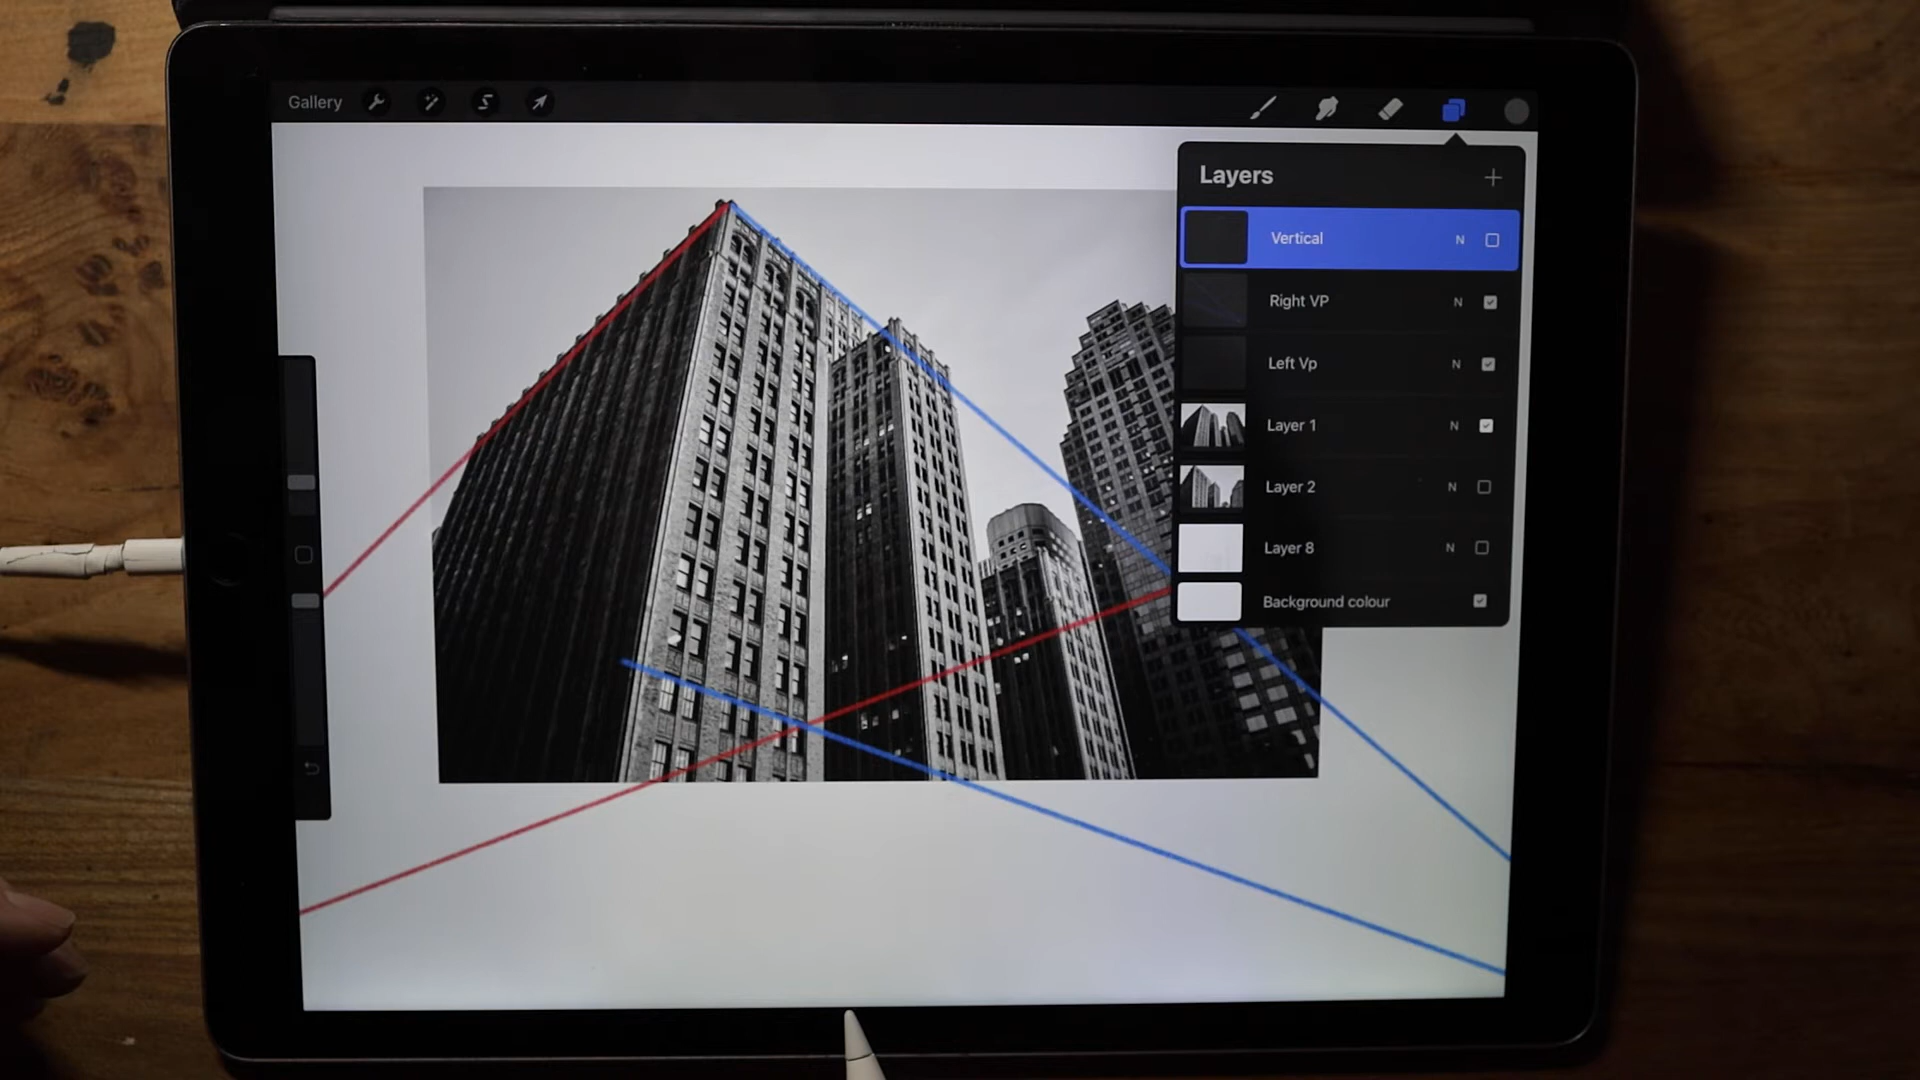 Gallery
Layers
Vertical N
Right VP N
Left Vp N
Layer 1 N
Layer 2 N
Layer 8 N
Background colour